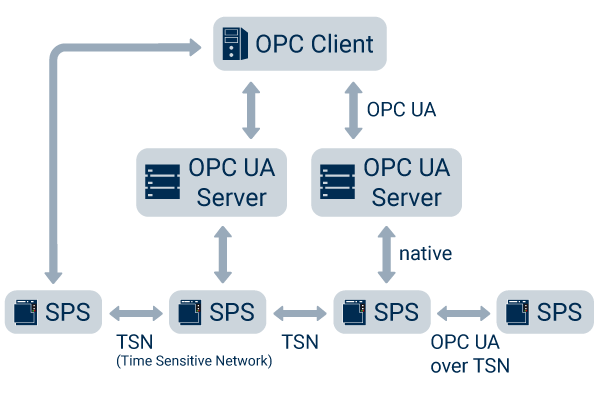 OPC Client
OPC UA
OPC UA
Server
OPC UA
Server
native
SPS
SPS
SPS
SPS
TSN
(Time Sensitive Network)
TSN
OPC UA
over TSN